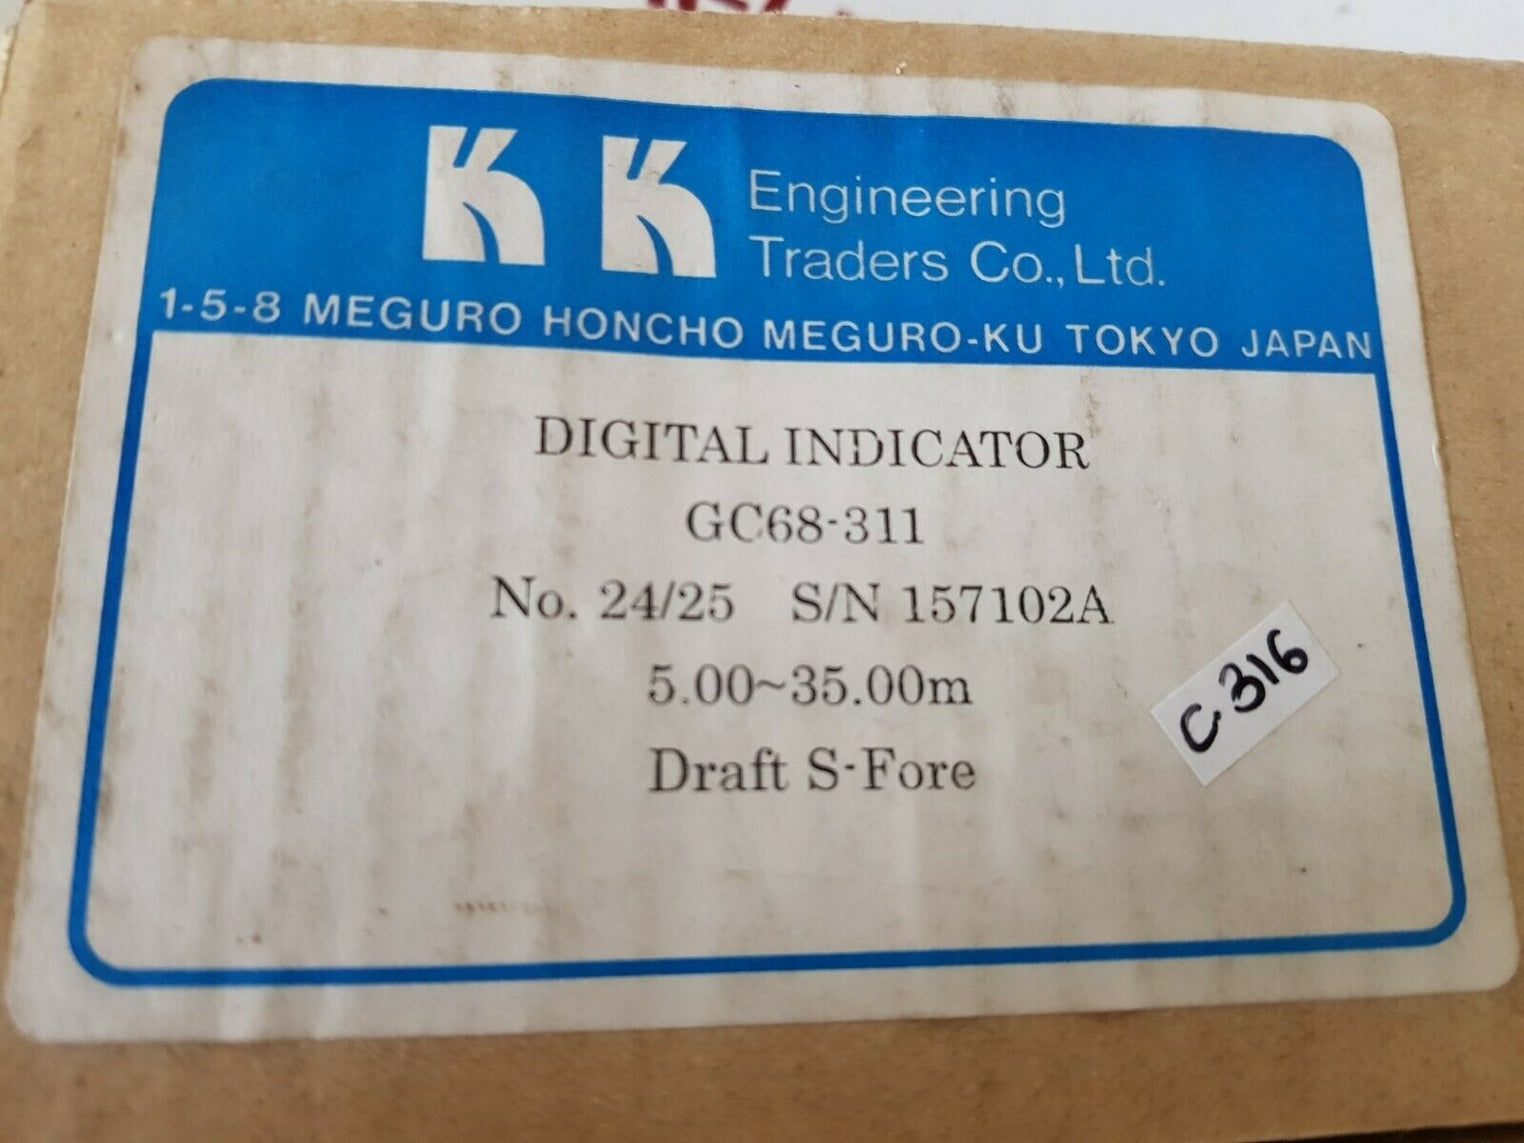 KK Engineering
Traders Co., Ltd.
1-5-8 MEGURO HONCHO MEGURO-KU TOKYO JAPAN
DIGITAL INDICATOR
GC68-311
No. 24/25 S/N 157102A
5.00~35.00m
Draft S-Fore
C316